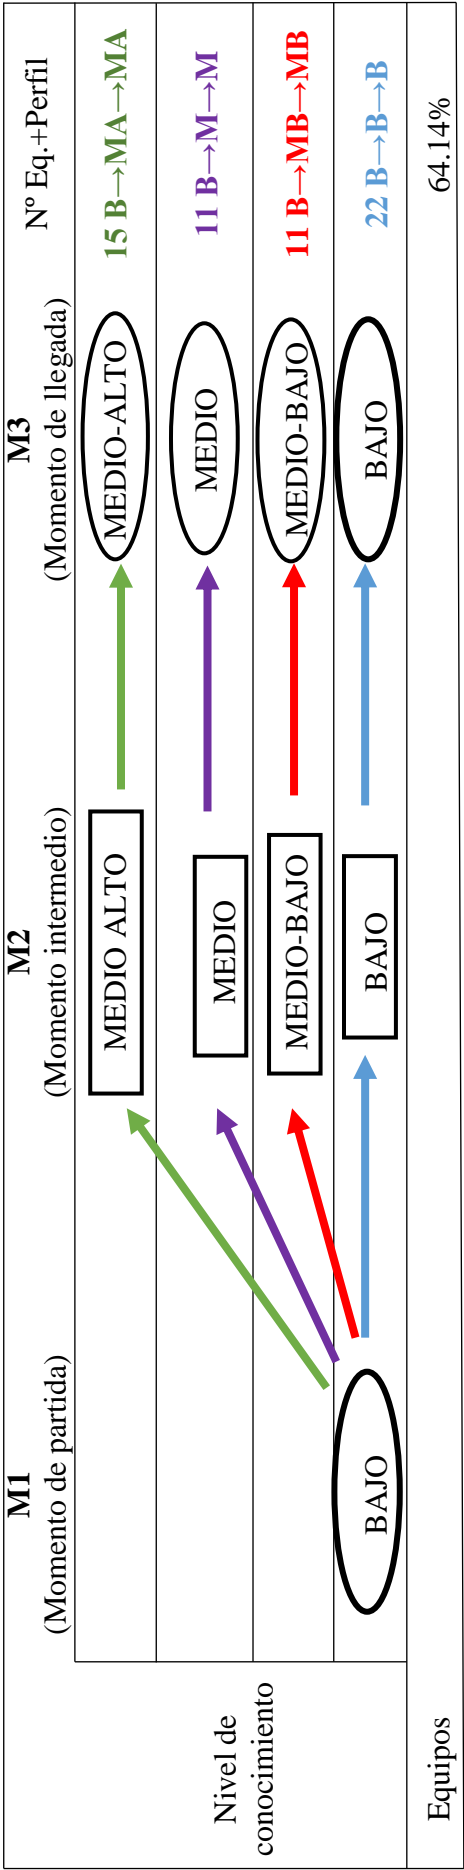 M1
(Momento de partida)
M2
(Momento intermedio)
M3
(Momento de llegada)
Nº Eq.+Perfil
Nivel de
conocimiento
MEDIO ALTO
MEDIO-ALTO
15 B→MA→MA
MEDIO
MEDIO
11 B→M→M
MEDIO-BAJO
MEDIO-BAJO
11 B→MB→MB
BAJO
BAJO
BAJO
22 B→B→B
Equipos
64.14%